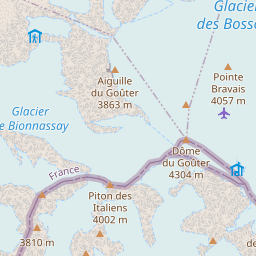 Glacier
des Bosso
Aiguille
du Goûter
3863 m
Pointe
Bravais
4057 m
Glacier
e Bionnassay
Dôme
du Goûter
4304 m
France
Piton des
Italiens
4002 m
3810 m
de